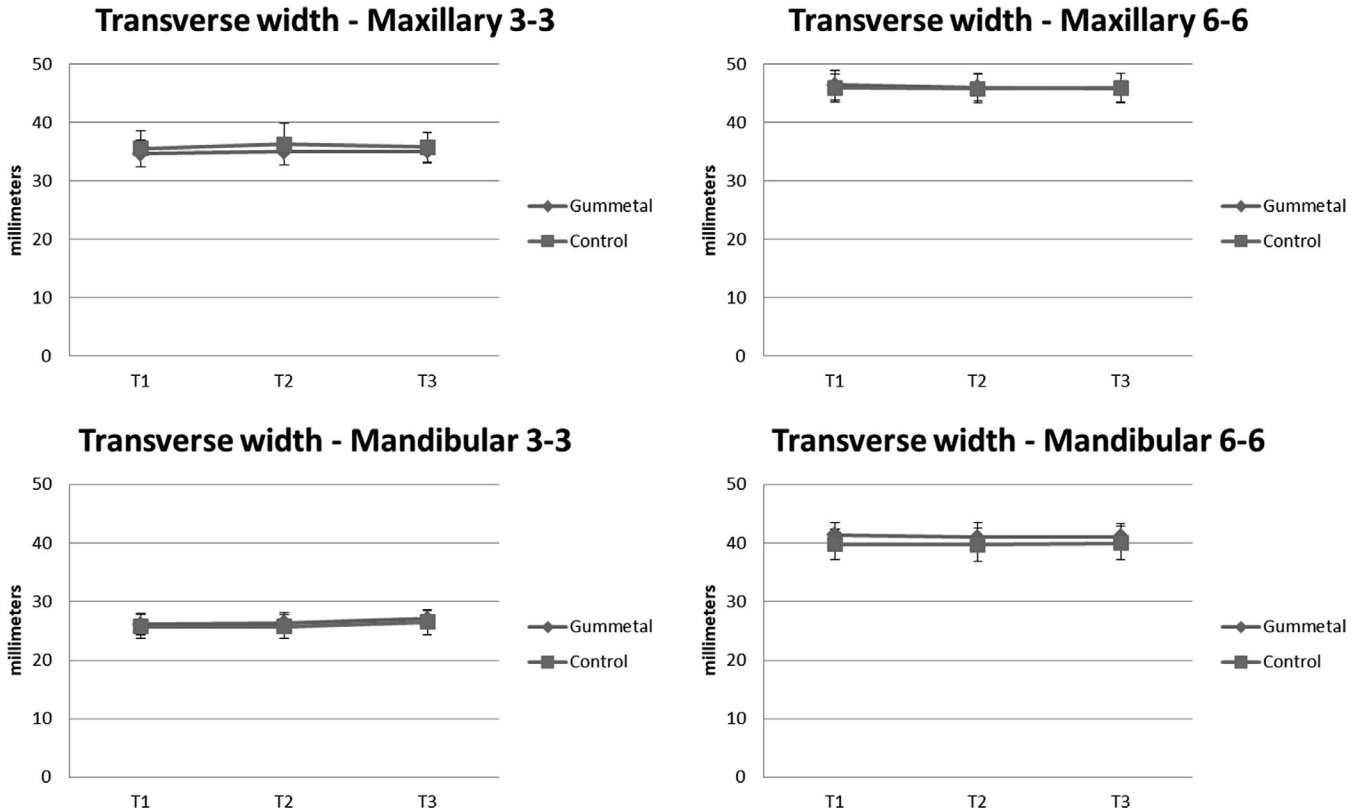 Transverse width - Maxillary 3-3
millimeters
50
40
30
20
10
0
T1 T2 T3
Gummetal
Control
Transverse width - Maxillary 6-6
millimeters
50
40
30
20
10
0
T1 T2 T3
Gummetal
Control
Transverse width - Mandibular 3-3
millimeters
50
40
30
20
10
0
T1 T2 T3
Gummetal
Control
Transverse width - Mandibular 6-6
millimeters
50
40
30
20
10
0
T1 T2 T3
Gummetal
Control